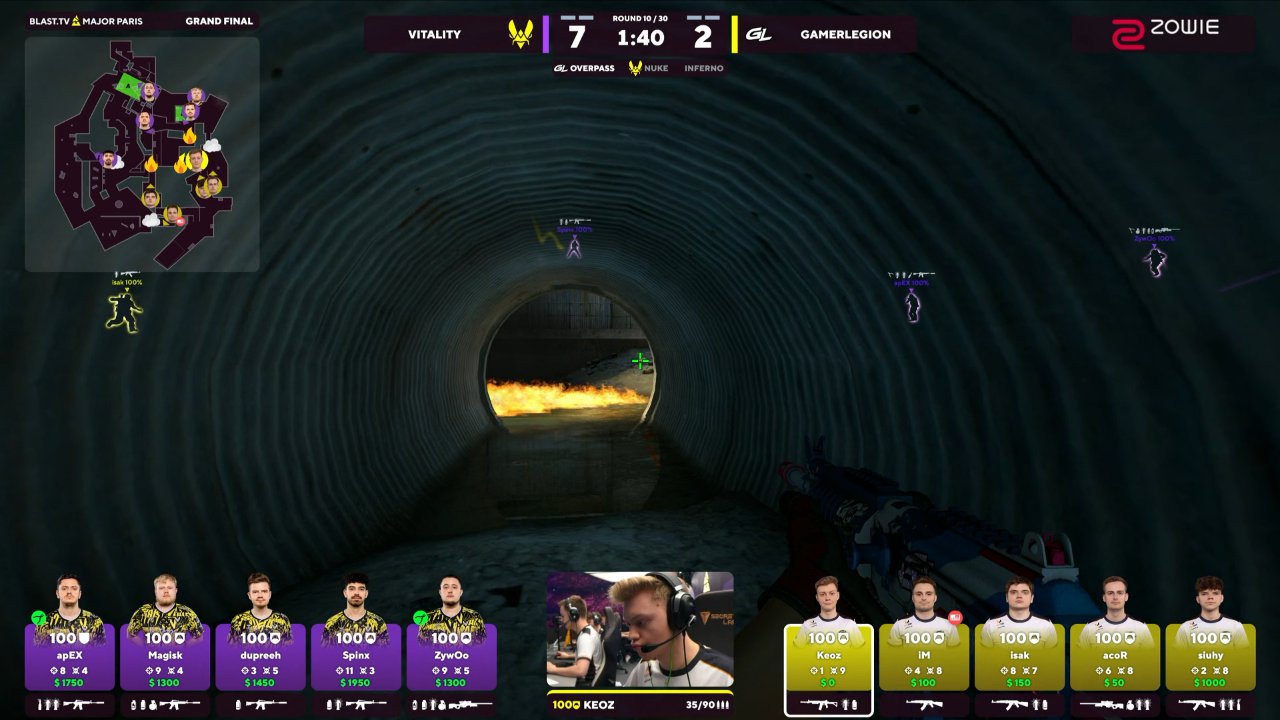 BLAST.TV MAJOR PARIS GRAND FINAL
VITALITY 7 ROUND 10 / 30 1:40 2 GL GAMERLEGION
ZOWIE
GL OVERPASS NUKE INFERNO
A
Spinx 100%
ZywOo 100%
isak 100%
apEX 100%
100 100 100 100 100
apEX Magisk dupreeh Spinx ZywOo
8 4 9 4 3 5 11 3 9 5
$1750 $1300 $1450 $1950 $1300
100 KEOZ 35/90
100 100 100 100 100
Keoz iM isak acoR siuhy
1 9 4 8 8 7 6 8 2 8
$0 $100 $150 $50 $1000